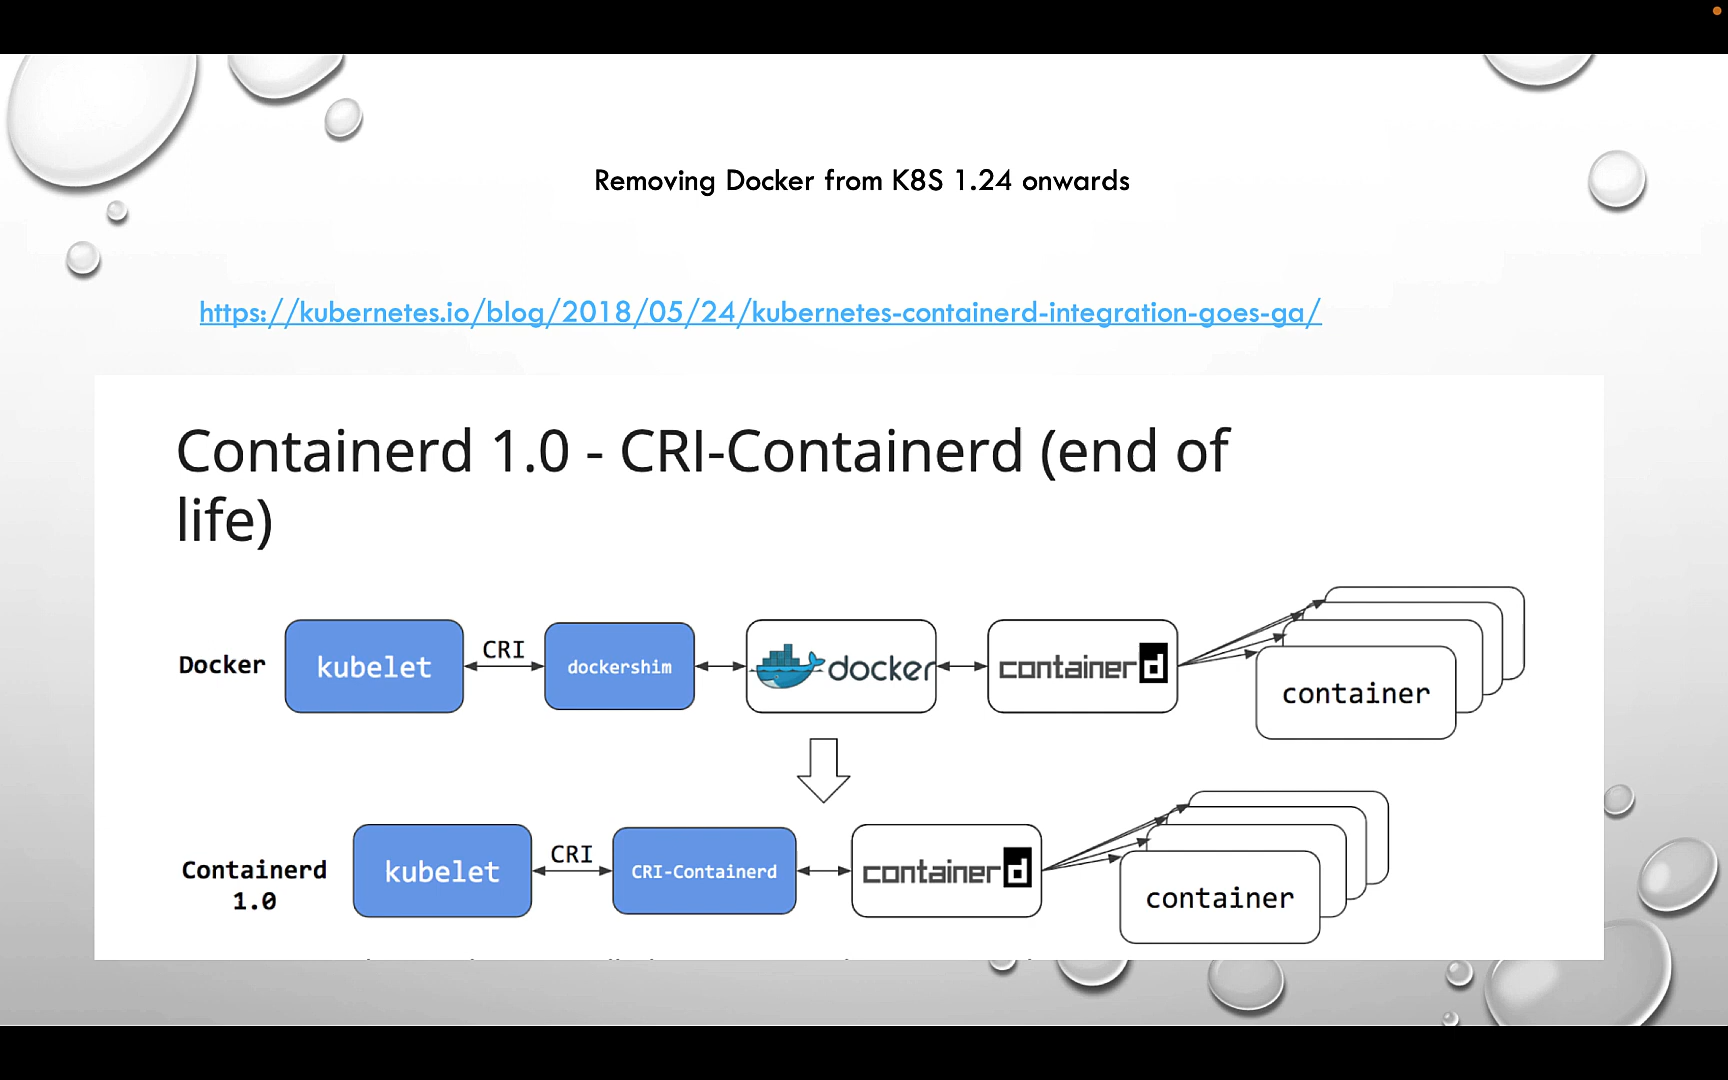 Removing Docker from K8S 1.24 onwards
https://kubernetes.io/blog/2018/05/24/kubernetes-containerd-integration-goes-ga/
Containerd 1.0 - CRI-Containerd (end of
life)
Docker
kubelet
CRI
dockershim
docker
containerd
container
Containerd
1.0
kubelet
CRI
CRI-Containerd
containerd
container